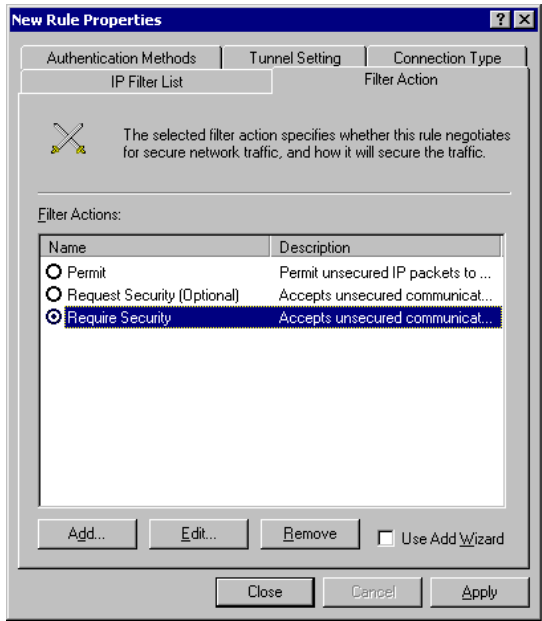 New Rule Properties
Authentication Methods Tunnel Setting Connection Type
IP Filter List Filter Action
The selected filter action specifies whether this rule negotiates
for secure network traffic, and how it will secure the traffic.
Filter Actions:
Name Description
Permit Permit unsecured IP packets to ...
Request Security (Optional) Accepts unsecured communicat...
Require Security Accepts unsecured communicat...
Add... Edit... Remove Use Add Wizard
Close Cancel Apply